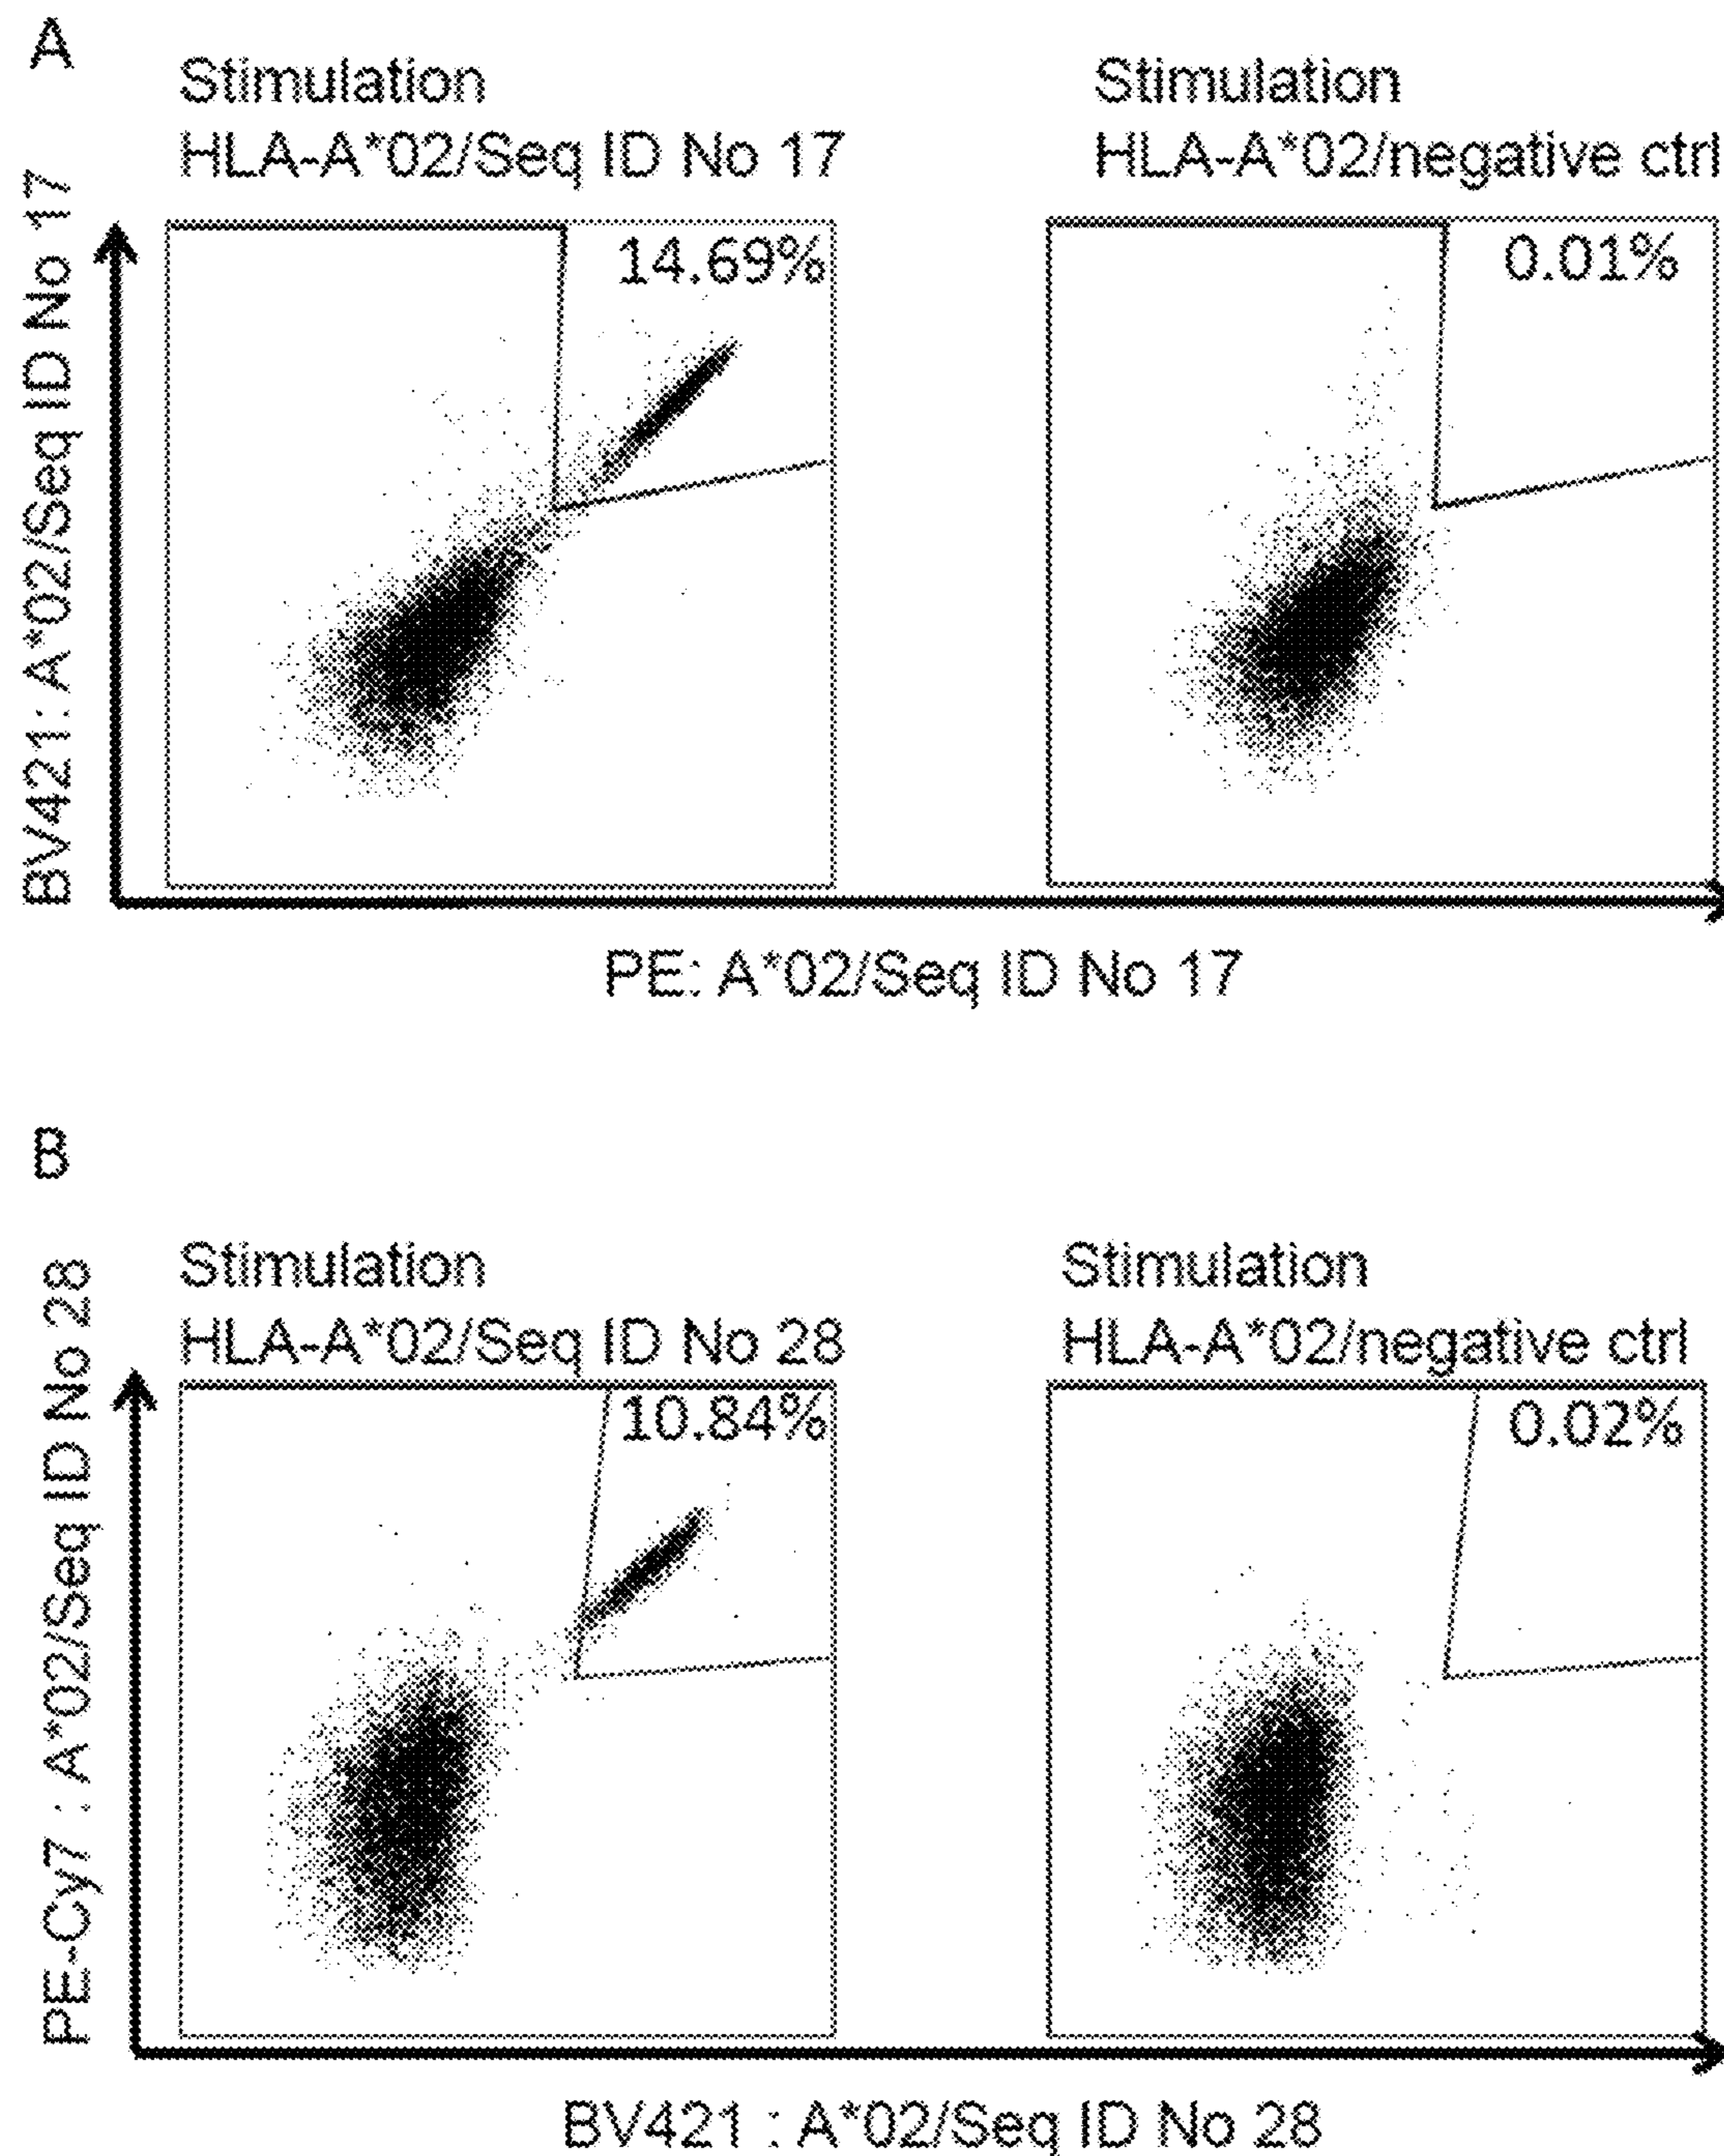 A
Stimulation
HLA-A*02/Seq ID No 17
Stimulation
HLA-A*02/negative ctrl
BV421: A*02/Seq ID No 17
14.69%
0.01%
PE: A*02/Seq ID No 17
B
Stimulation
HLA-A*02/Seq ID No 28
Stimulation
HLA-A*02/negative ctrl
PE-Cy7 : A*02/Seq ID No 28
10.84%
0.02%
BV421 : A*02/Seq ID No 28